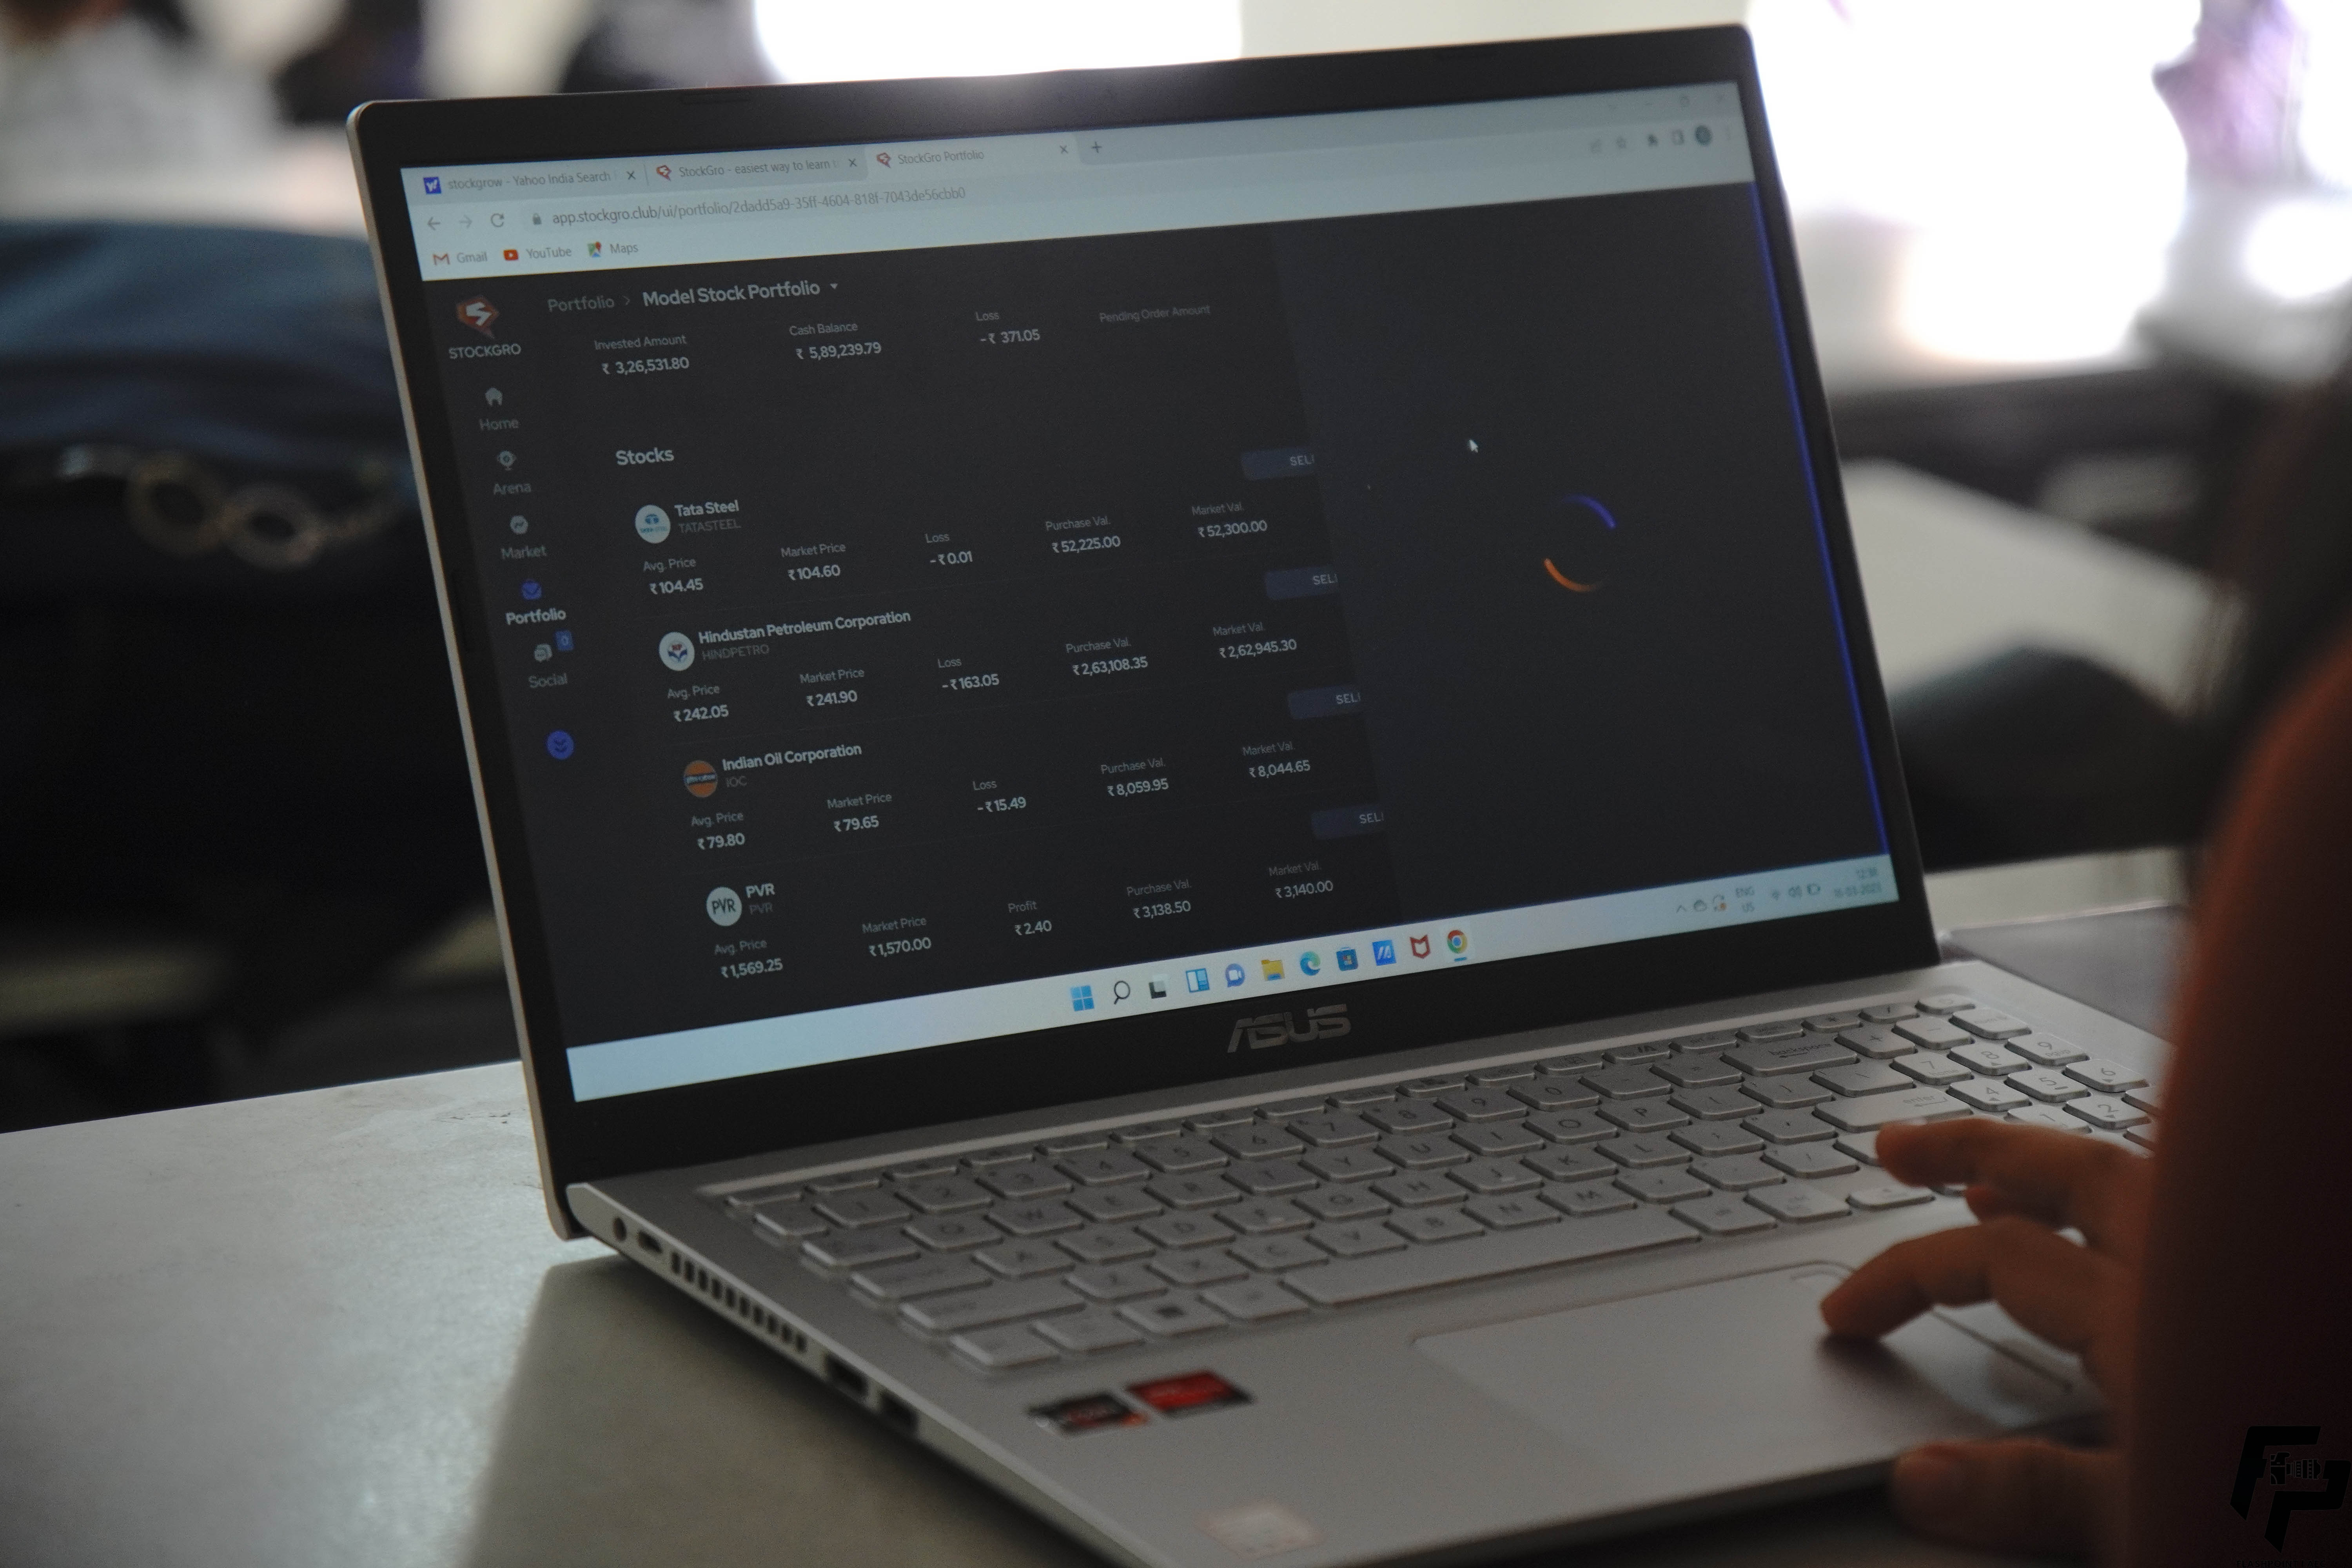 stockgrow - Yahoo India Search
StockGro - easiest way to learn
StockGro Portfolio
app.stockgro.club/ui/portfolio/2dadd5a9-35ff-4604-818f-7043de56cbb0
Gmail YouTube Maps
STOCKGRO
Home
Arena
Market
Portfolio
0
Social
Portfolio > Model Stock Portfolio
Invested Amount Cash Balance Loss Pending Order Amount
₹ 3,26,531.80 ₹ 5,89,239.79 -₹ 371.05
Stocks
SELL
Tata Steel
TATASTEEL
Avg. Price Market Price Loss Purchase Val. Market Val.
₹104.45 ₹104.60 -₹0.01 ₹52,225.00 ₹52,300.00
SELL
Hindustan Petroleum Corporation
HINDPETRO
Avg. Price Market Price Loss Purchase Val. Market Val.
₹242.05 ₹241.90 -₹163.05 ₹2,63,108.35 ₹2,62,945.30
SELL
Indian Oil Corporation
IOC
Avg. Price Market Price Loss Purchase Val. Market Val.
₹79.80 ₹79.65 -₹15.49 ₹8,059.95 ₹8,044.65
SELL
PVR
PVR
PVR
Avg. Price Market Price Profit Purchase Val. Market Val.
₹1,569.25 ₹1,570.00 ₹2.40 ₹3,138.50 ₹3,140.00
ENG
US
ASUS
backspace
enter